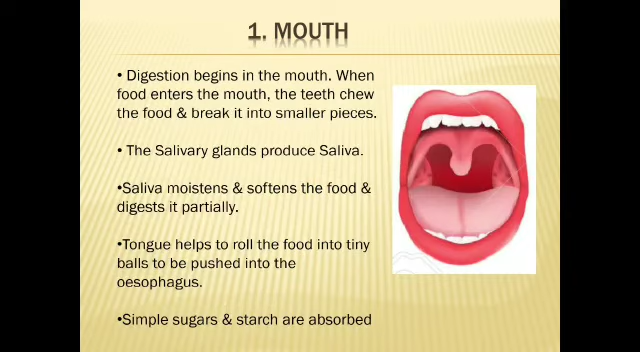 1. MOUTH
• Digestion begins in the mouth. When
food enters the mouth, the teeth chew
the food & break it into smaller pieces.
• The Salivary glands produce Saliva.
•Saliva moistens & softens the food &
digests it partially.
•Tongue helps to roll the food into tiny
balls to be pushed into the
oesophagus.
•Simple sugars & starch are absorbed